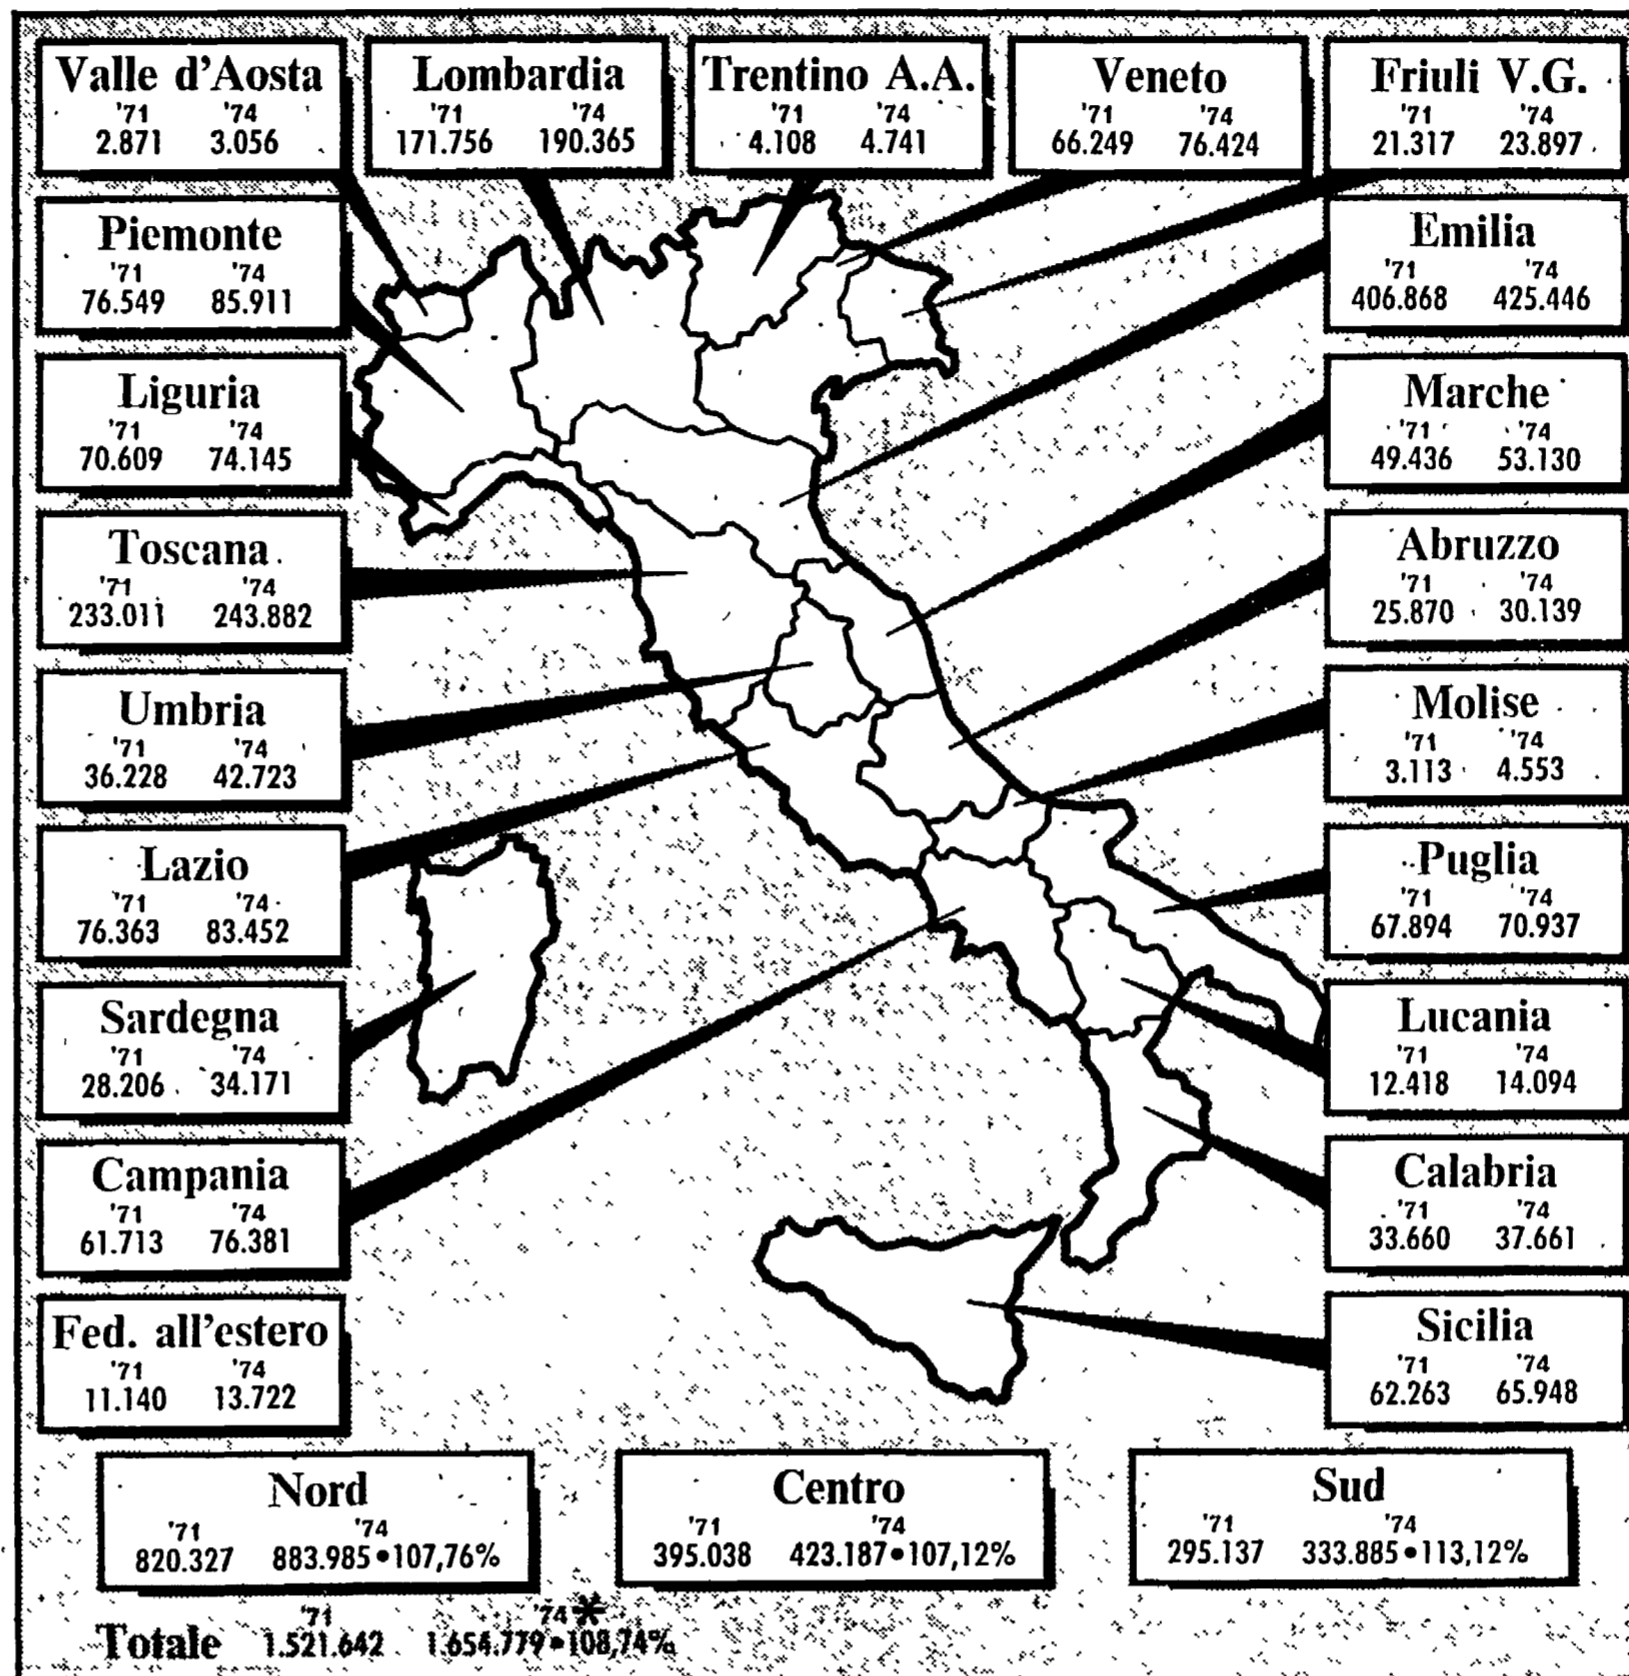 Valle d'Aosta
'71 '74
2.871 3.056
Lombardia
'71 '74
171.756 190.365
Trentino A.A.
'71 '74
4.108 4.741
Veneto
'71 '74
66.249 76.424
Friuli V.G.
'71 '74
21.317 23.897
Piemonte
'71 '74
76.549 85.911
Emilia
'71 '74
406.868 425.446
Liguria
'71 '74
70.609 74.145
Marche
'71 '74
49.436 53.130
Toscana
'71 '74
233.011 243.882
Abruzzo
'71 '74
25.870 30.139
Umbria
'71 '74
36.228 42.723
Molise
'71 '74
3.113 4.553
Lazio
'71 '74
76.363 83.452
Puglia
'71 '74
67.894 70.937
Sardegna
'71 '74
28.206 34.171
Lucania
'71 '74
12.418 14.094
Campania
'71 '74
61.713 76.381
Calabria
'71 '74
33.660 37.661
Fed. all'estero
'71 '74
11.140 13.722
Sicilia
'71 '74
62.263 65.948
Nord
'71 '74
820.327 883.985•107,76%
Centro
'71 '74
395.038 423.187•107,12%
Sud
'71 '74
295.137 333.885•113,12%
'71 '74*
Totale 1.521.642 1.654.779•108,74%